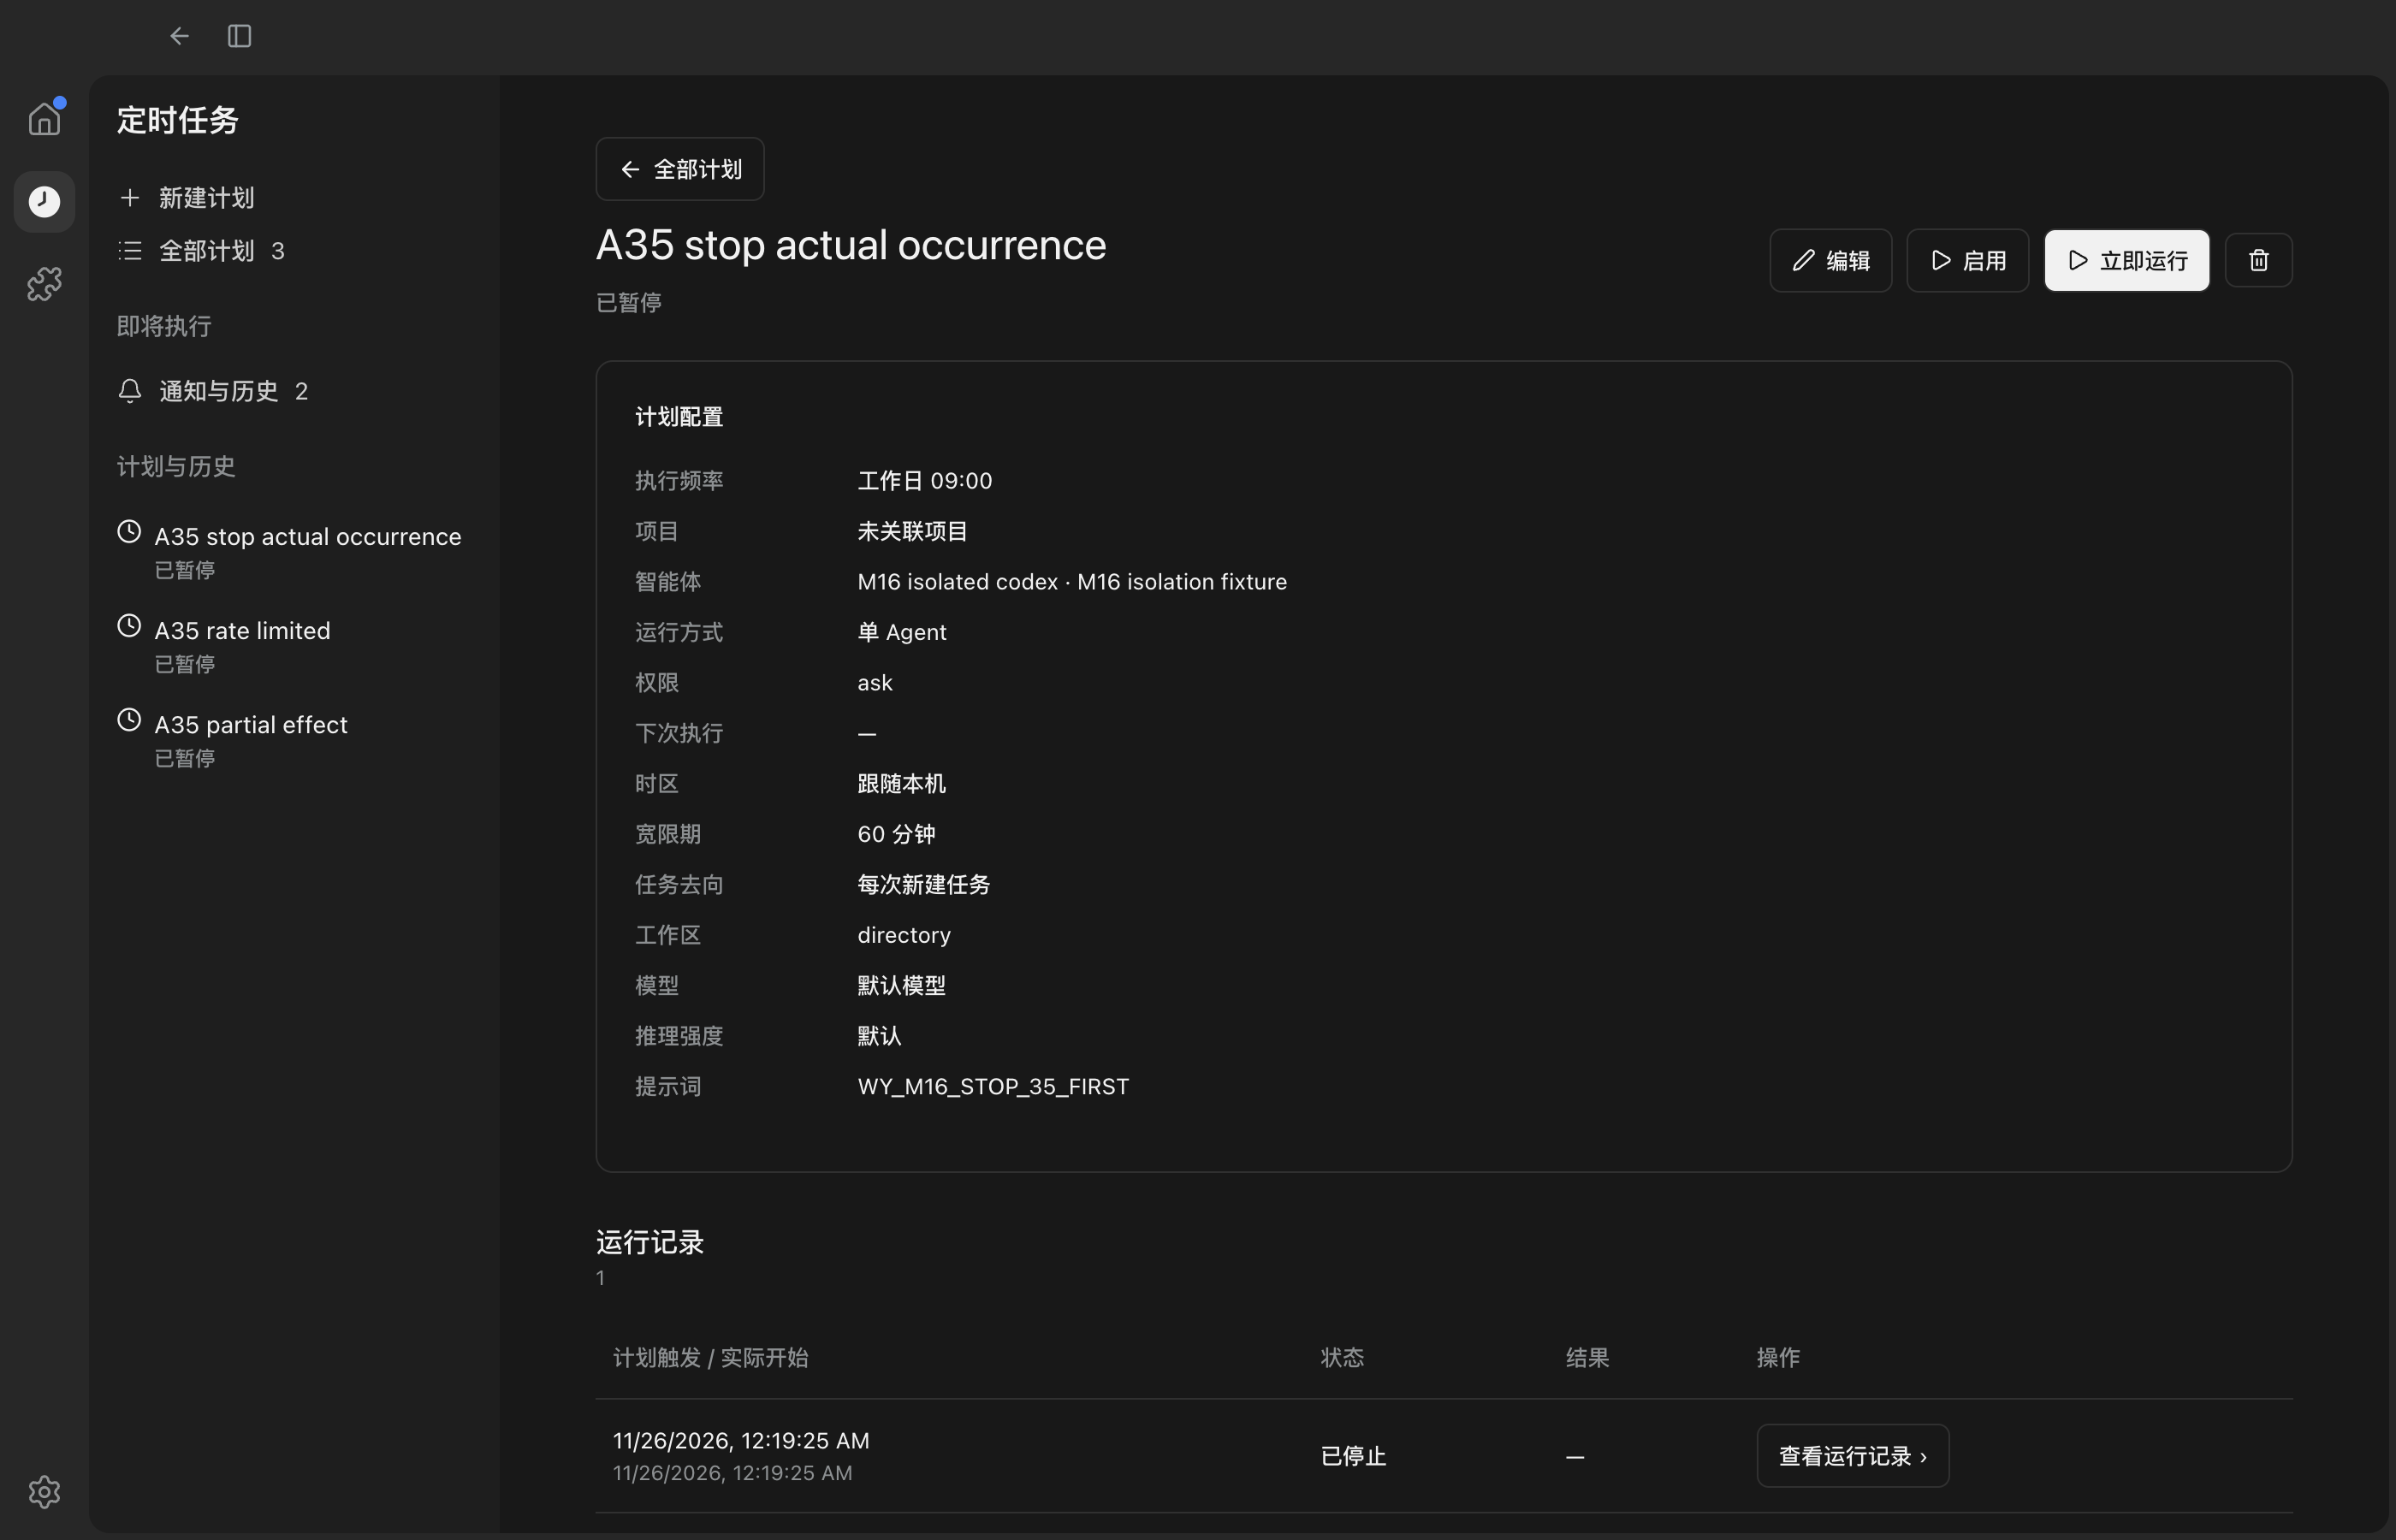 定时任务
新建计划
全部计划 3
即将执行
通知与历史 2
计划与历史
A35 stop actual occurrence
已暂停
A35 rate limited
已暂停
A35 partial effect
已暂停
全部计划
A35 stop actual occurrence
已暂停
编辑
启用
立即运行
计划配置
执行频率 工作日 09:00
项目 未关联项目
智能体 M16 isolated codex · M16 isolation fixture
运行方式 单 Agent
权限 ask
下次执行 —
时区 跟随本机
宽限期 60 分钟
任务去向 每次新建任务
工作区 directory
模型 默认模型
推理强度 默认
提示词 WY_M16_STOP_35_FIRST
运行记录
1
计划触发 / 实际开始 状态 结果 操作
11/26/2026, 12:19:25 AM
11/26/2026, 12:19:25 AM
已停止 — 查看运行记录 ›